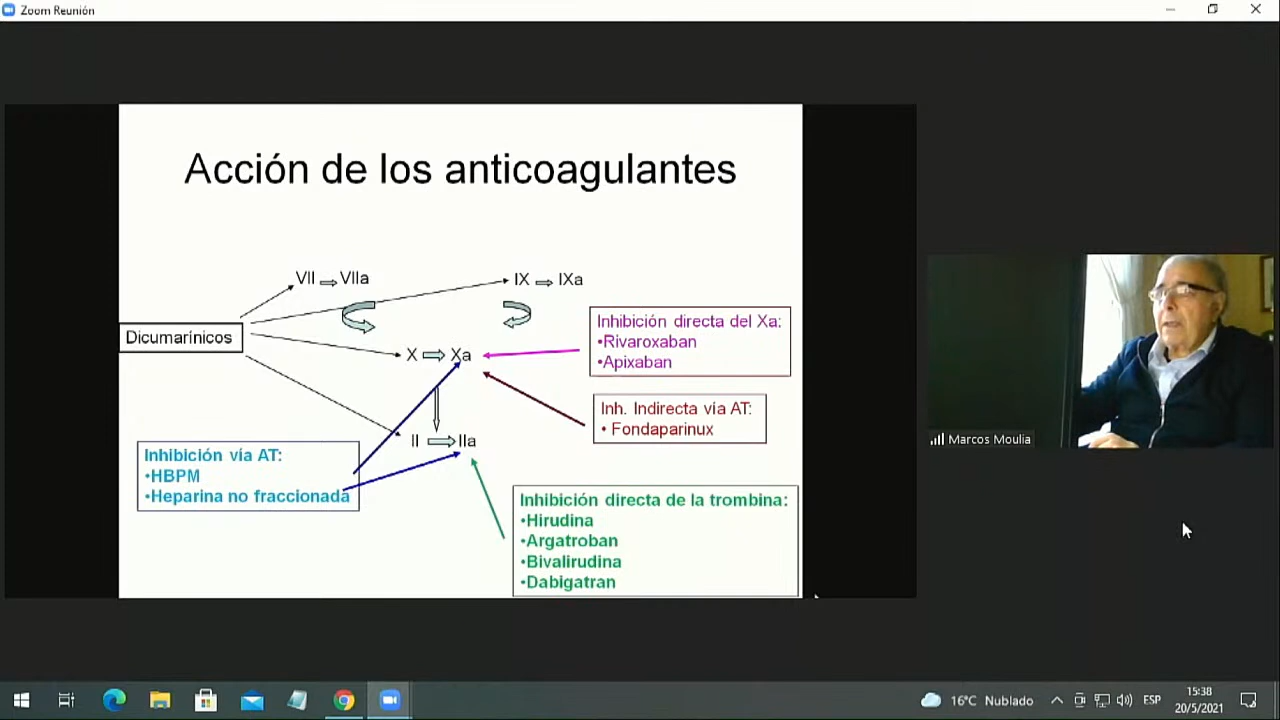 Zoom Reunión
Acción de los anticoagulantes
VII VIIa
IX IXa
Dicumarínicos
Inhibición directa del Xa:
•Rivaroxaban
•Apixaban
X Xa
Inh. Indirecta vía AT:
• Fondaparinux
II IIa
Inhibición vía AT:
•HBPM
•Heparina no fraccionada
Inhibición directa de la trombina:
•Hirudina
•Argatroban
•Bivalirudina
•Dabigatran
Marcos Moulia
16°C Nublado
ESP
15:38
20/5/2021